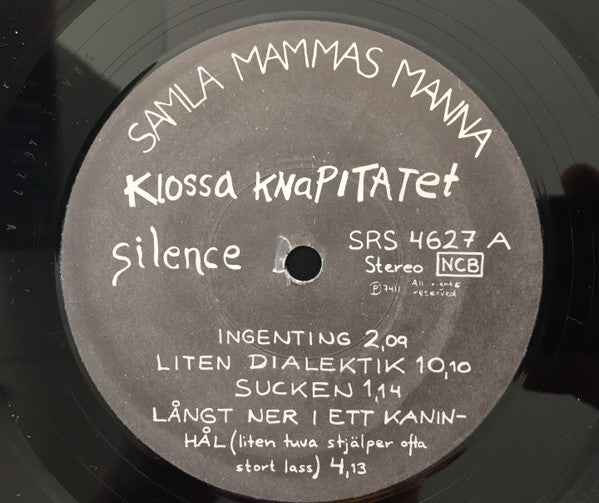 SAMLA MAMMAS MANNA
Klossa KNaPITATet
Silence A
SRS 4627 A
Stereo NCB
Ⓟ 7411 All rights
reserved
INGENTING 2,09
LITEN DIALEKTIK 10,10
SUCKEN 1,14
LÅNGT NER I ETT KANIN-
HÅL (liten tuva stjälper ofta
stort lass) 4,13